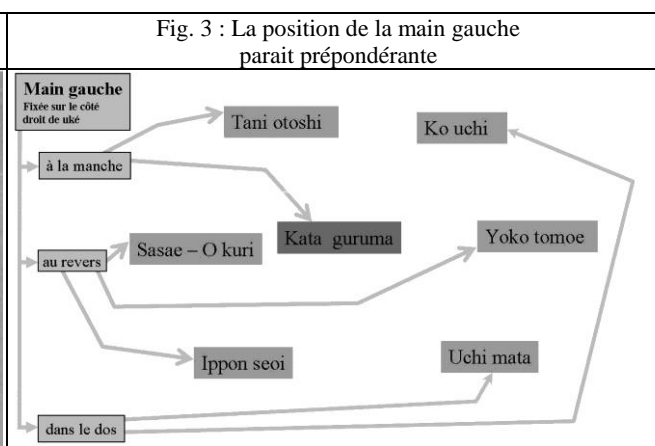 Fig. 3 : La position de la main gauche
parait prépondérante
Main gauche
Fixée sur le côté
droit de uké
Tani otoshi
Ko uchi
à la manche
Kata guruma
Yoko tomoe
Sasae – O kuri
au revers
Ippon seoi
Uchi mata
dans le dos